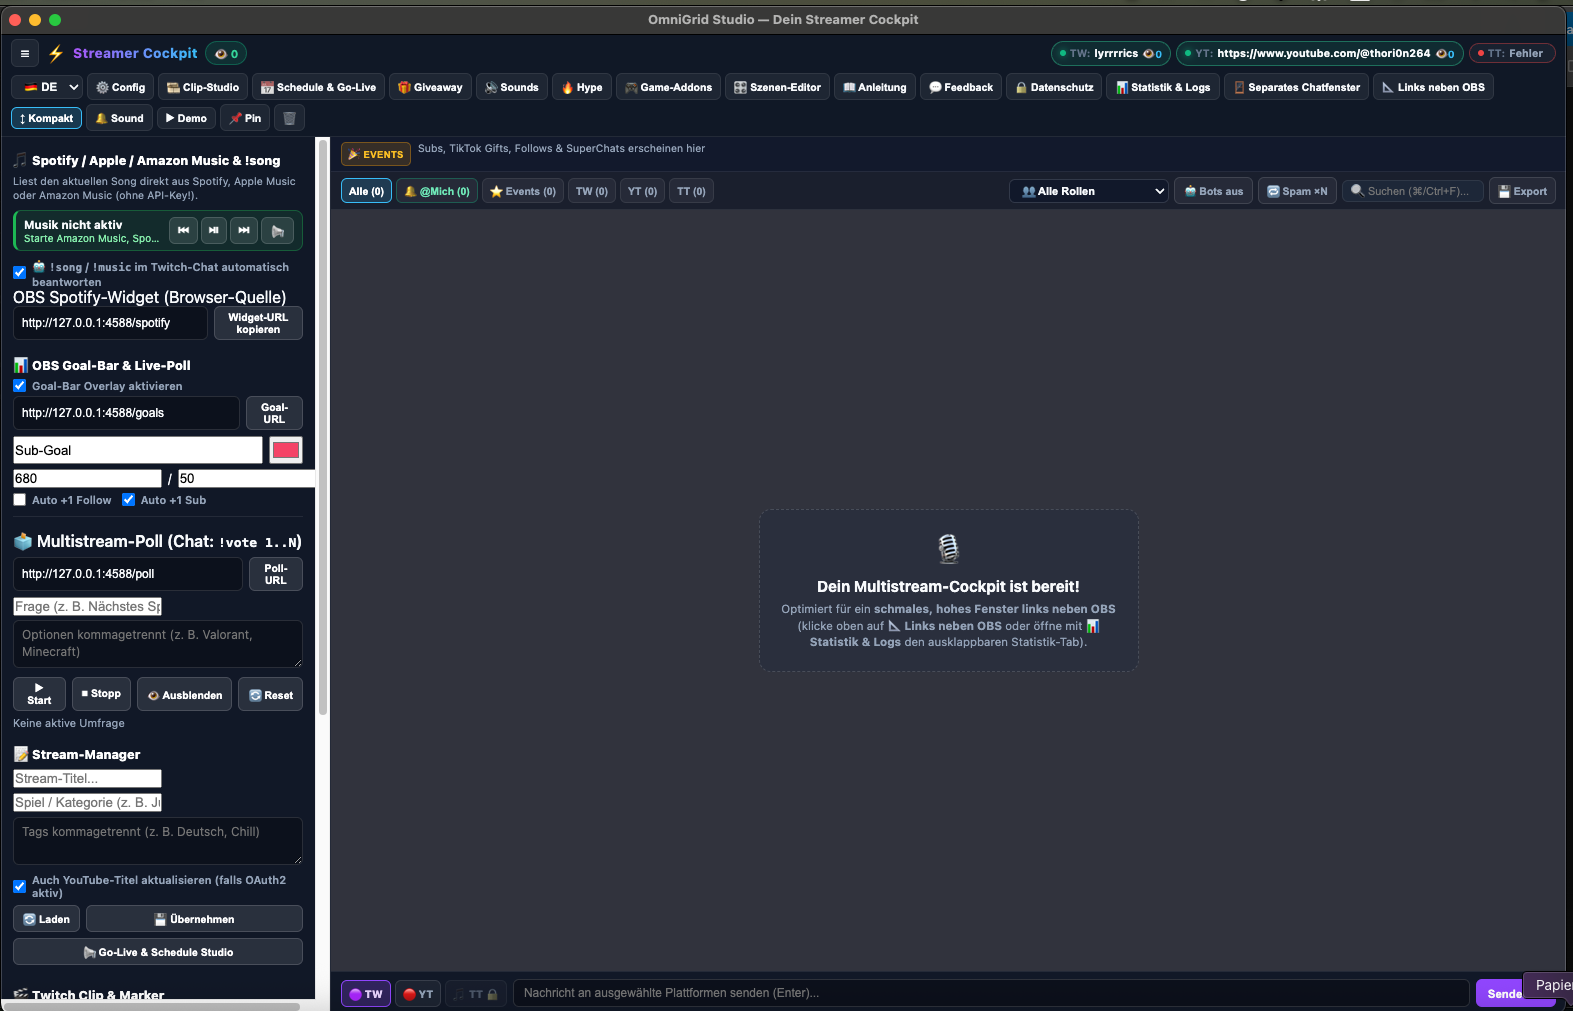 OmniGrid Studio — Dein Streamer Cockpit
Streamer Cockpit 0
TW: lyrrrrics 0 YT: https://www.youtube.com/@thori0n264 0 TT: Fehler
DE Config Clip-Studio Schedule & Go-Live Giveaway Sounds Hype Game-Addons Szenen-Editor Anleitung Feedback Datenschutz Statistik & Logs Separates Chatfenster Links neben OBS
Kompakt Sound Demo Pin
Spotify / Apple / Amazon Music & !song
Liest den aktuellen Song direkt aus Spotify, Apple Music
oder Amazon Music (ohne API-Key!).
Musik nicht aktiv
Starte Amazon Music, Spo...
!song / !music im Twitch-Chat automatisch
beantworten
OBS Spotify-Widget (Browser-Quelle)
http://127.0.0.1:4588/spotify
Widget-URL
kopieren
OBS Goal-Bar & Live-Poll
Goal-Bar Overlay aktivieren
http://127.0.0.1:4588/goals
Goal-
URL
Sub-Goal
680 / 50
Auto +1 Follow Auto +1 Sub
Multistream-Poll (Chat: !vote 1..N)
http://127.0.0.1:4588/poll
Poll-
URL
Frage (z. B. Nächstes Sp
Optionen kommagetrennt (z. B. Valorant,
Minecraft)
Start Stopp Ausblenden Reset
Keine aktive Umfrage
Stream-Manager
Stream-Titel...
Spiel / Kategorie (z. B. Ju
Tags kommagetrennt (z. B. Deutsch, Chill)
Auch YouTube-Titel aktualisieren (falls OAuth2
aktiv)
Laden Übernehmen
Go-Live & Schedule Studio
Twitch Clip & Marker
EVENTS Subs, TikTok Gifts, Follows & SuperChats erscheinen hier
Alle (0) @Mich (0) Events (0) TW (0) YT (0) TT (0) Alle Rollen Bots aus Spam ×N Suchen (⌘/Ctrl+F)... Export
Dein Multistream-Cockpit ist bereit!
Optimiert für ein schmales, hohes Fenster links neben OBS
(klicke oben auf Links neben OBS oder öffne mit
Statistik & Logs den ausklappbaren Statistik-Tab).
TW YT TT Nachricht an ausgewählte Plattformen senden (Enter)... Sende
Papier